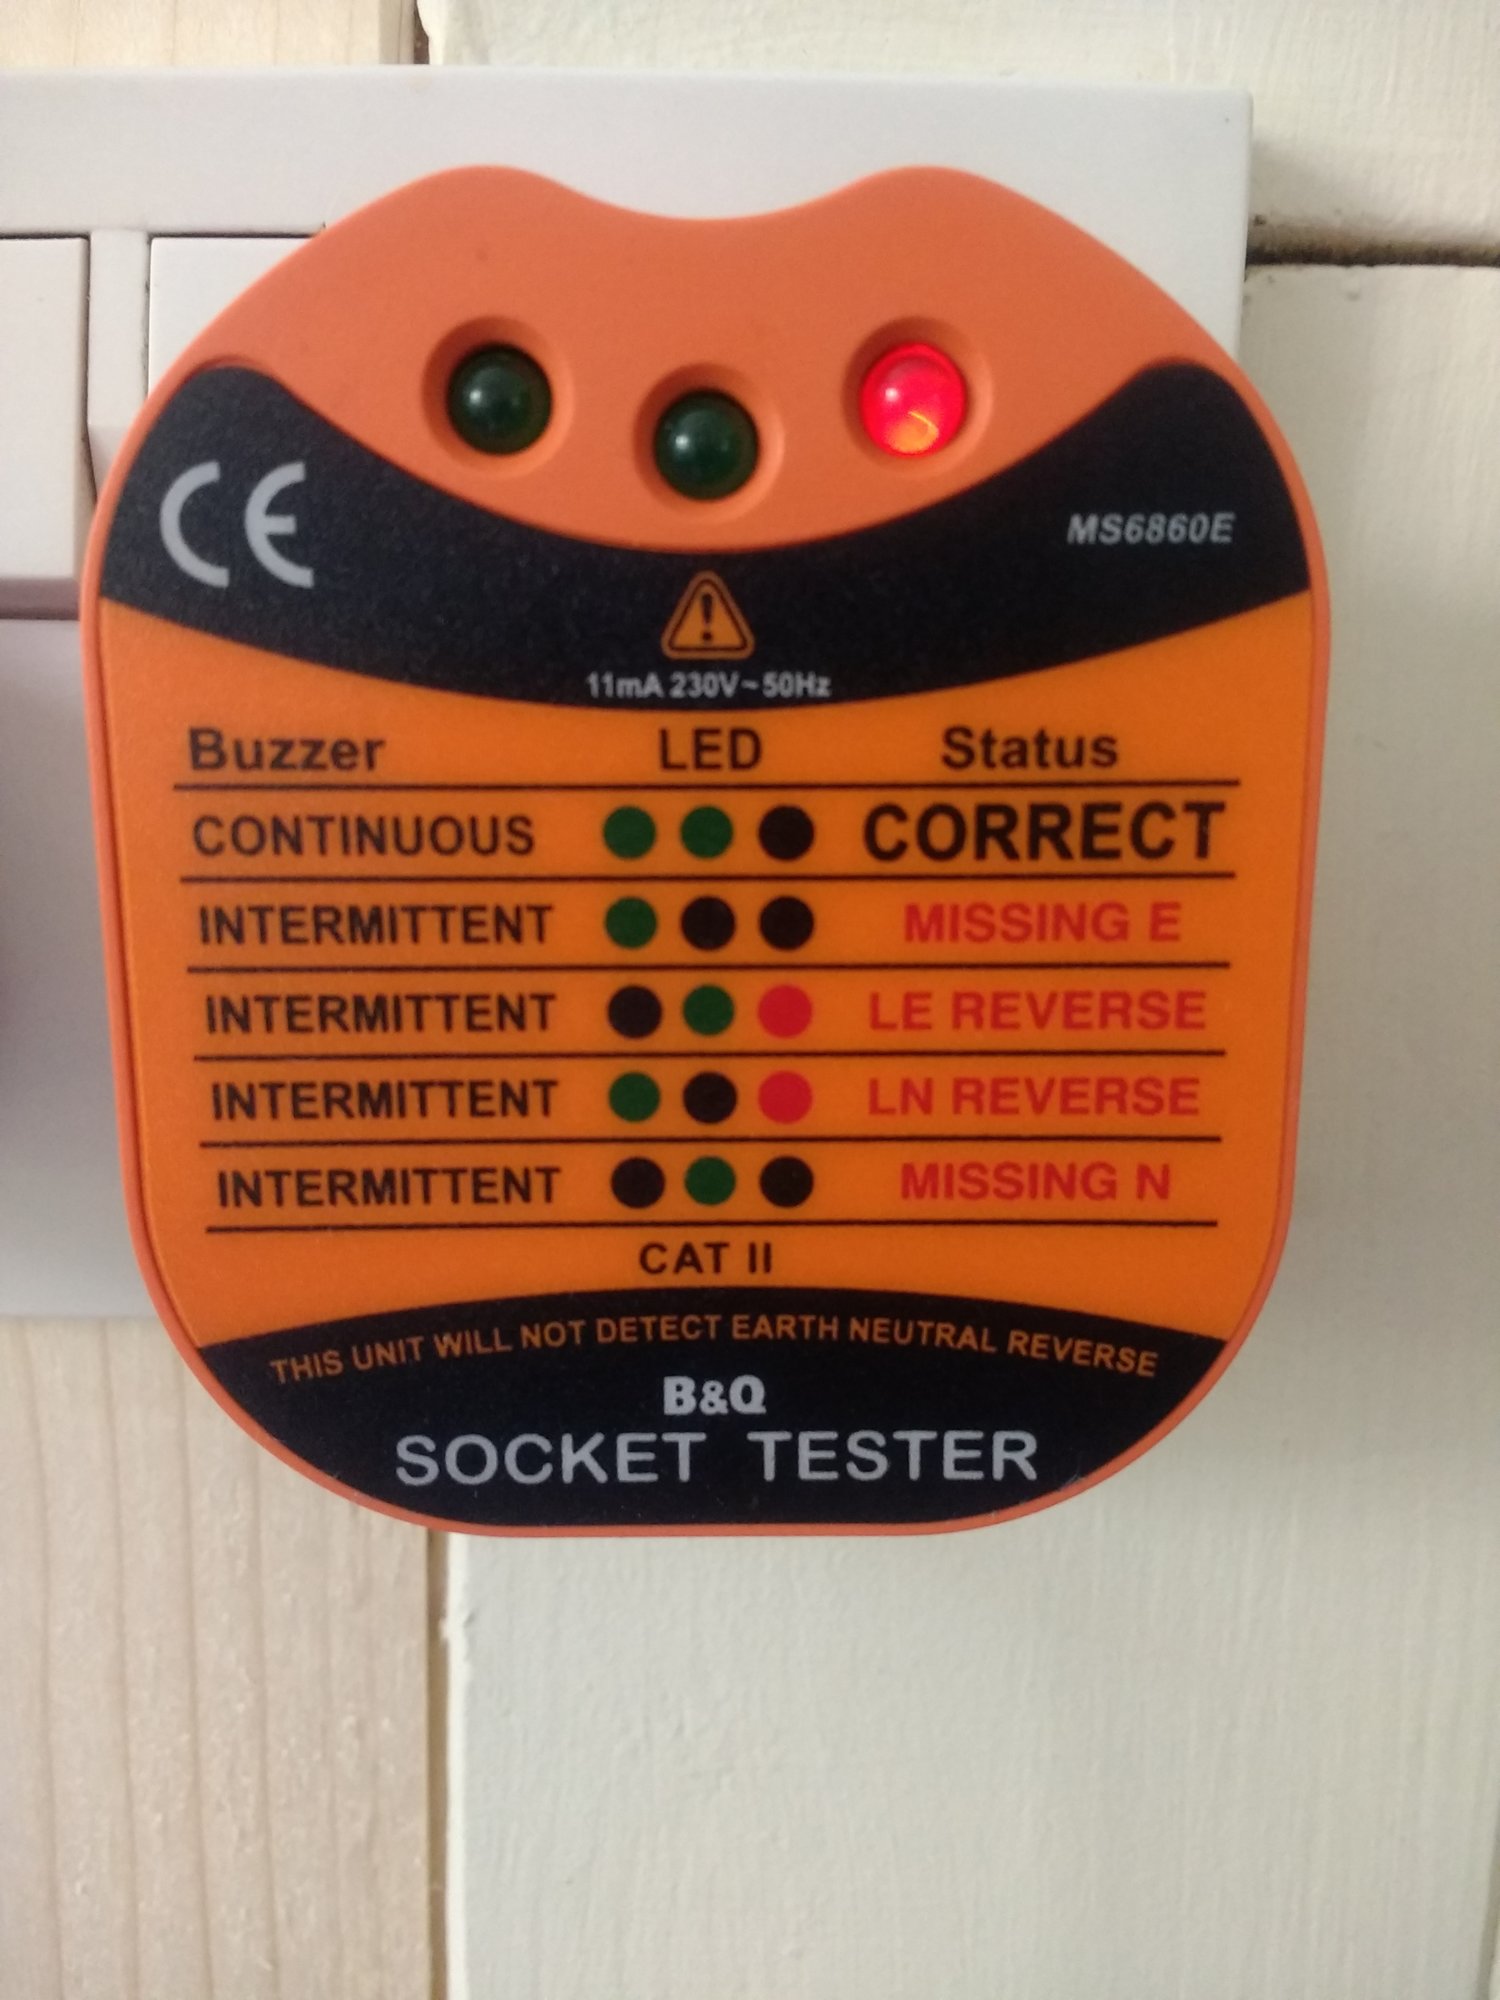 CE
MS6860E
11mA 230V~50Hz
Buzzer LED Status
CONTINUOUS CORRECT
INTERMITTENT MISSING E
INTERMITTENT LE REVERSE
INTERMITTENT LN REVERSE
INTERMITTENT MISSING N
CAT II
THIS UNIT WILL NOT DETECT EARTH NEUTRAL REVERSE
B&Q
SOCKET TESTER